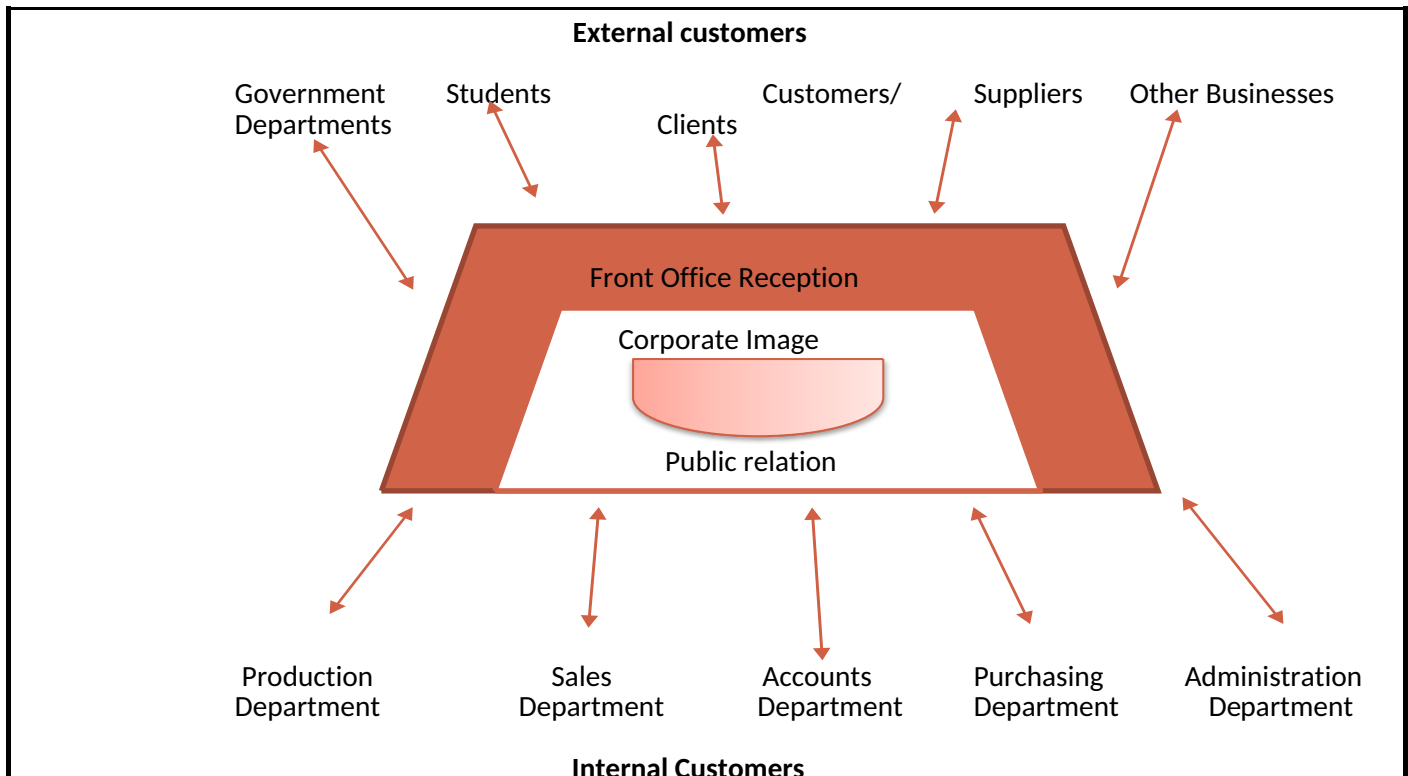 External customers
Government Students Customers/ Suppliers Other Businesses
Departments Clients
Front Office Reception
Corporate Image
Public relation
Production Sales Accounts Purchasing Administration
Department Department Department Department Department
Internal Customers